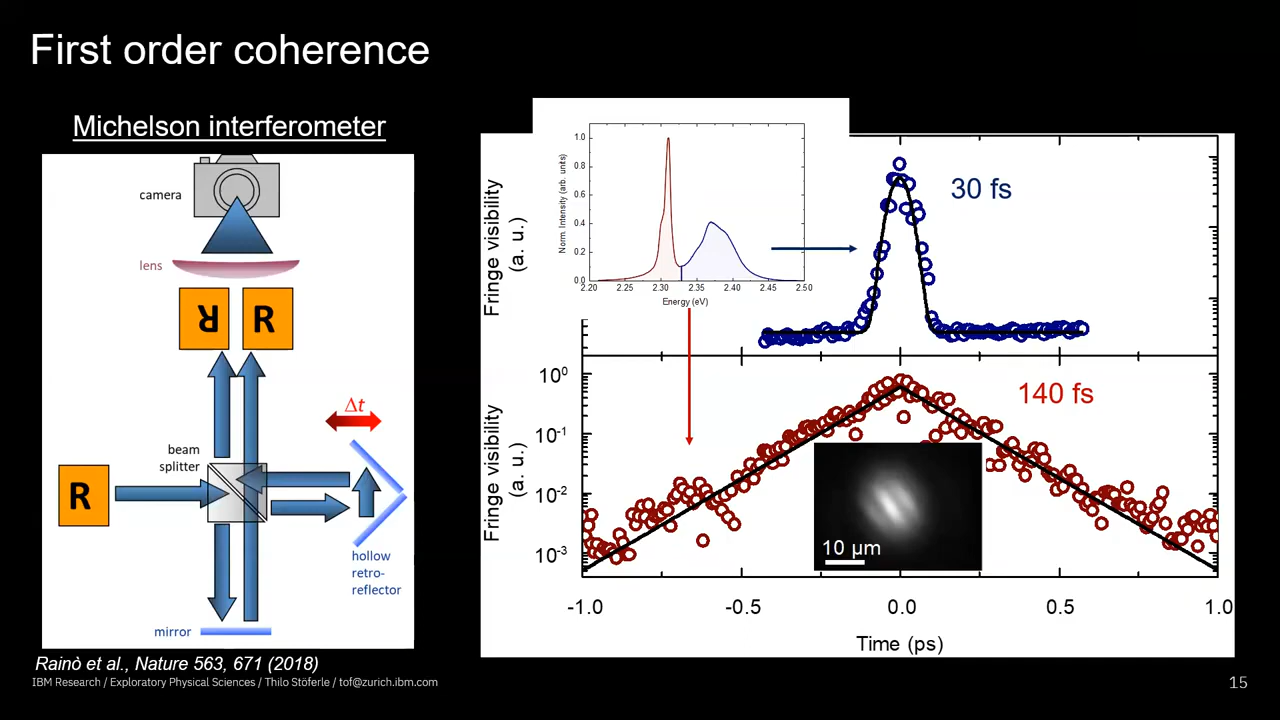 First order coherence
Michelson interferometer
camera
lens
R R
Δt
beam
splitter
R
hollow
retro-
reflector
mirror
Norm. Intensity (arb. units)
1.0
0.8
0.6
0.4
0.2
0.0
2.20 2.25 2.30 2.35 2.40 2.45 2.50
Energy (eV)
Fringe visibility
(a. u.)
30 fs
Fringe visibility
(a. u.)
10⁰
10⁻¹
10⁻²
10⁻³
140 fs
10 µm
-1.0 -0.5 0.0 0.5 1.0
Time (ps)
Rainò et al., Nature 563, 671 (2018)
IBM Research / Exploratory Physical Sciences / Thilo Stöferle / tof@zurich.ibm.com
15